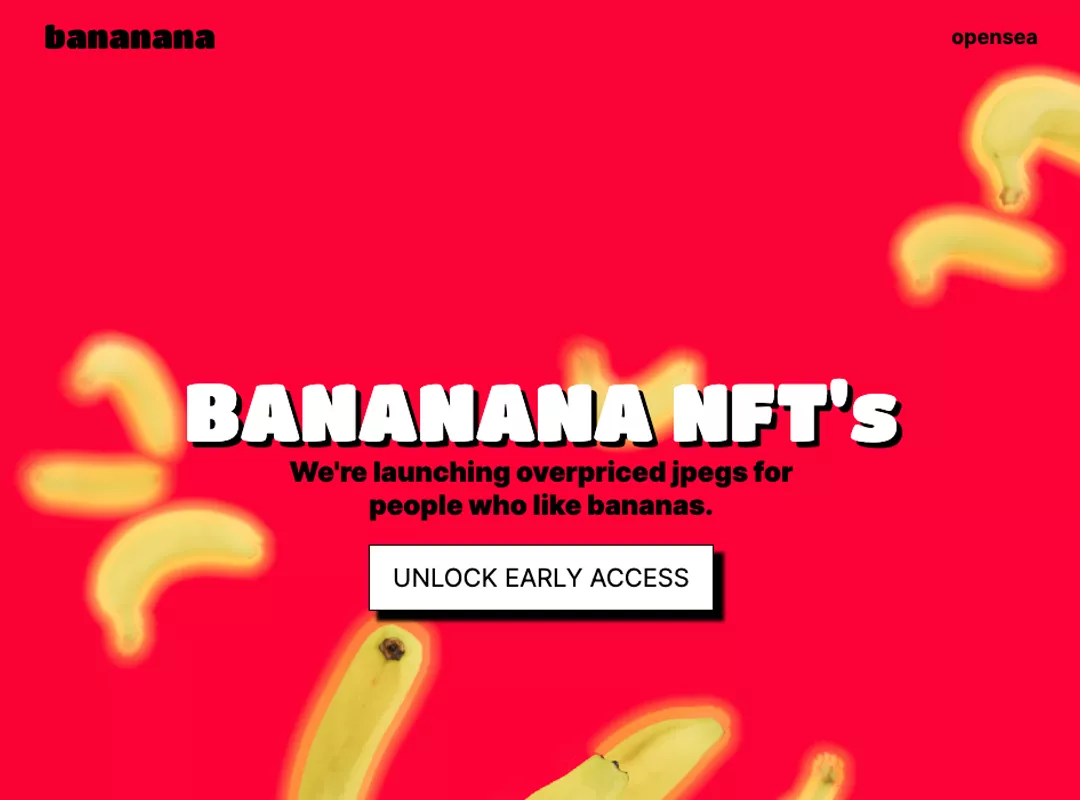 bananana
opensea
BANANANA NFT's
We're launching overpriced jpegs for
people who like bananas.
UNLOCK EARLY ACCESS